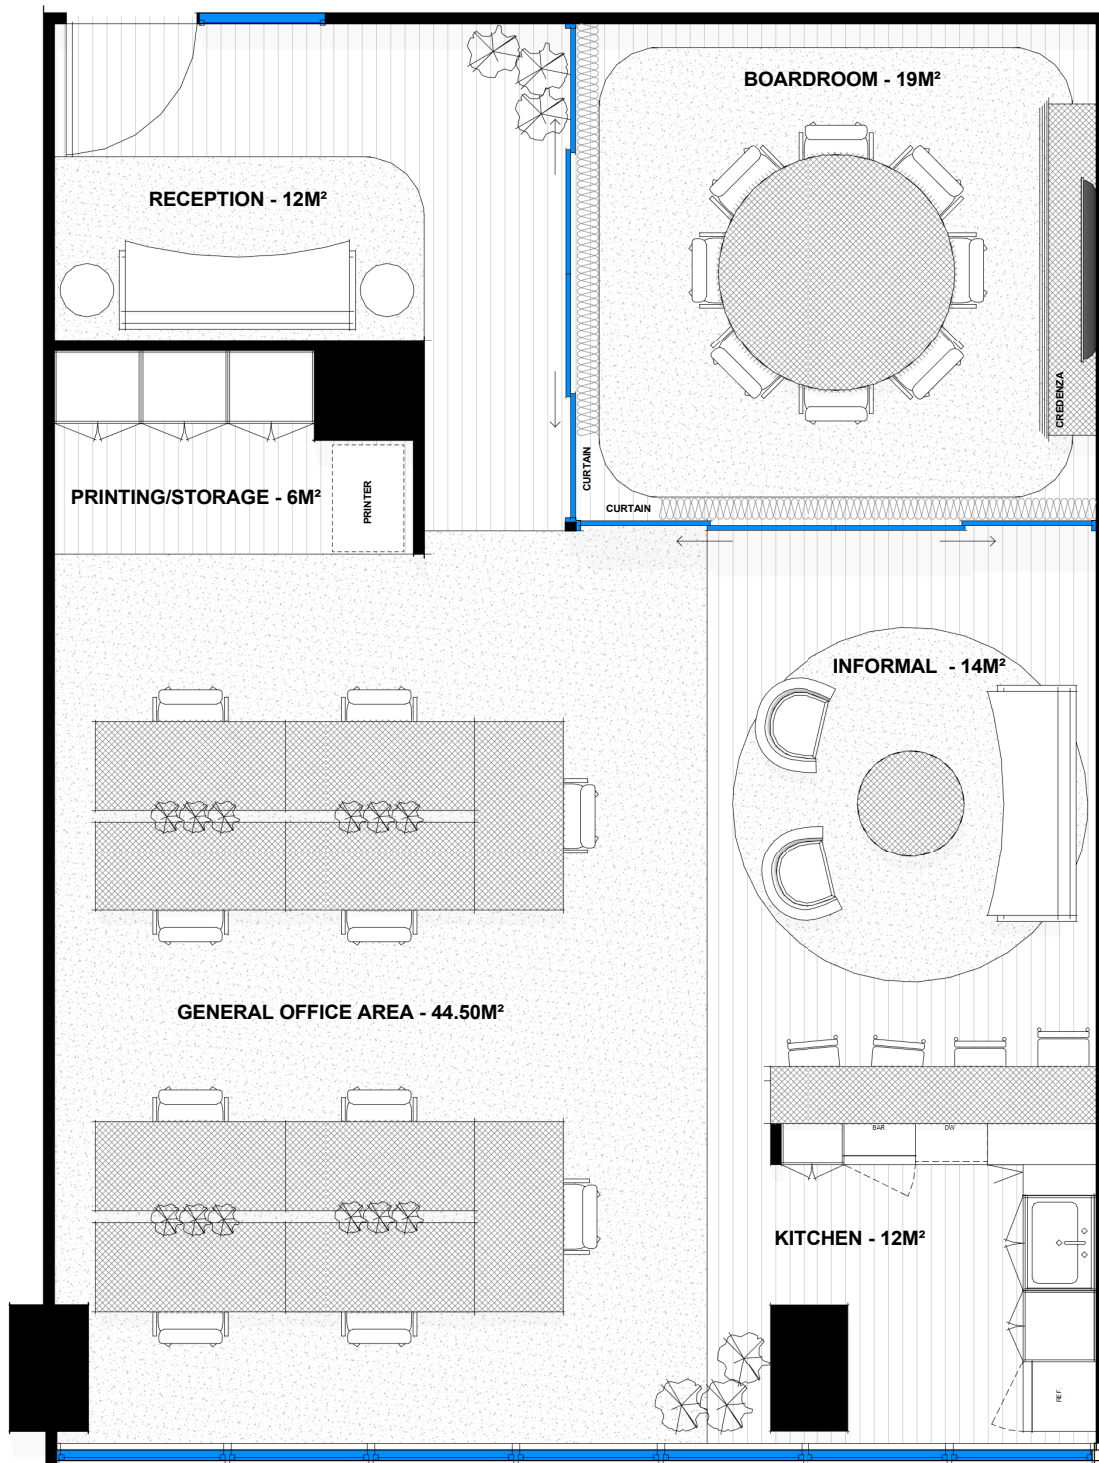 BOARDROOM - 19M²
RECEPTION - 12M²
CREDENZA
CURTAIN
PRINTING/STORAGE - 6M²
PRINTER
CURTAIN
INFORMAL - 14M²
GENERAL OFFICE AREA - 44.50M²
BAR
DW
KITCHEN - 12M²
REF.